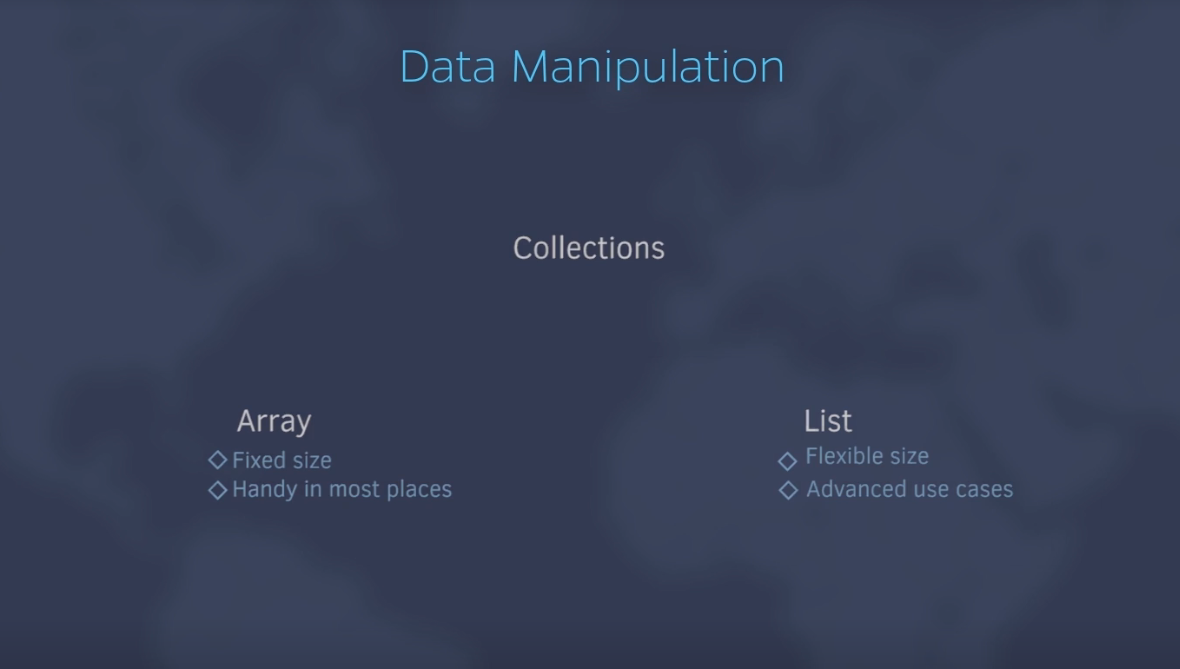 Data Manipulation
Collections
Array
Fixed size
Handy in most places
List
Flexible size
Advanced use cases